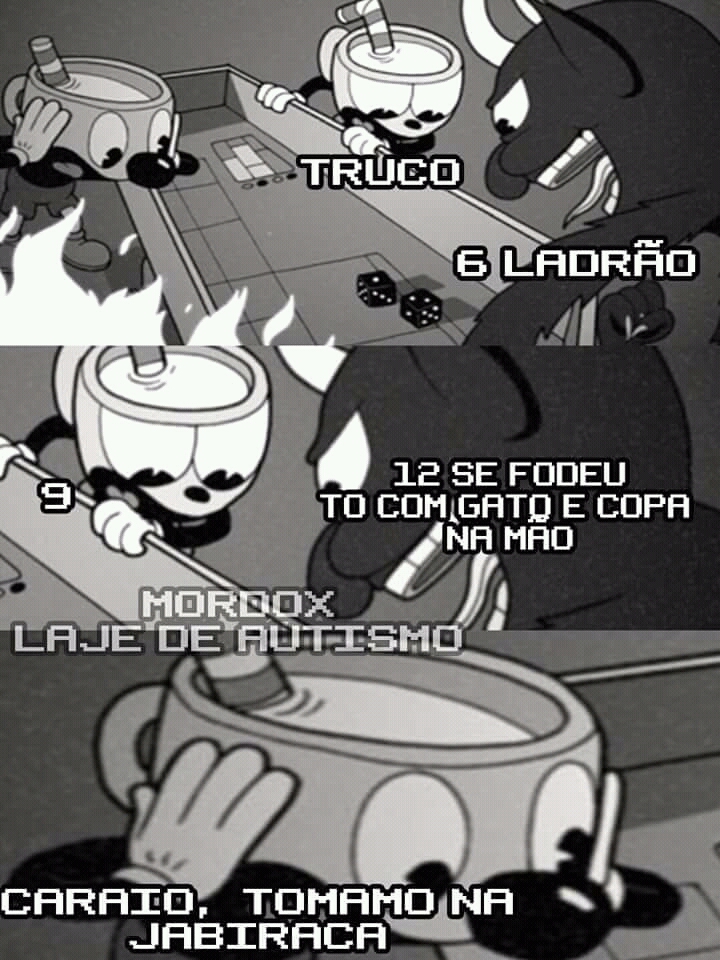 TRUCO
6 LADRÃO
9
12 SE FODEU
TO COM GATO E COPA
NA MÃO
MORDOX
LAJE DE AUTISMO
CARAIO, TOMAMO NA
JABIRACA